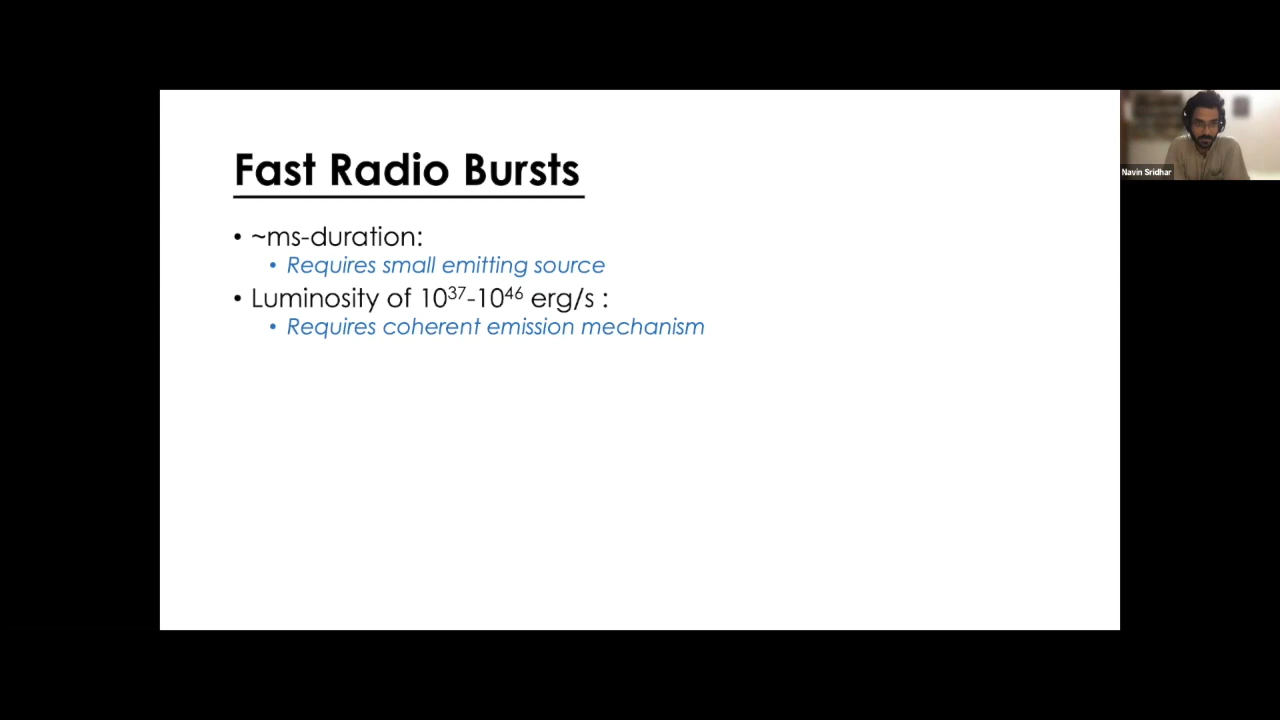 Fast Radio Bursts
• ~ms-duration:
• Requires small emitting source
• Luminosity of 10³⁷-10⁴⁶ erg/s :
• Requires coherent emission mechanism
Navin Sridhar